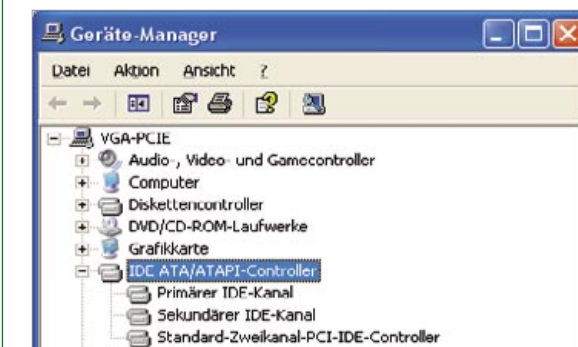 Geräte-Manager
Datei Aktion Ansicht ?
VGA-PCIE
Audio-, Video- und Gamecontroller
Computer
Diskettencontroller
DVD/CD-ROM-Laufwerke
Grafikkarte
IDE ATA/ATAPI-Controller
Primärer IDE-Kanal
Sekundärer IDE-Kanal
Standard-Zweikanal-PCI-IDE-Controller